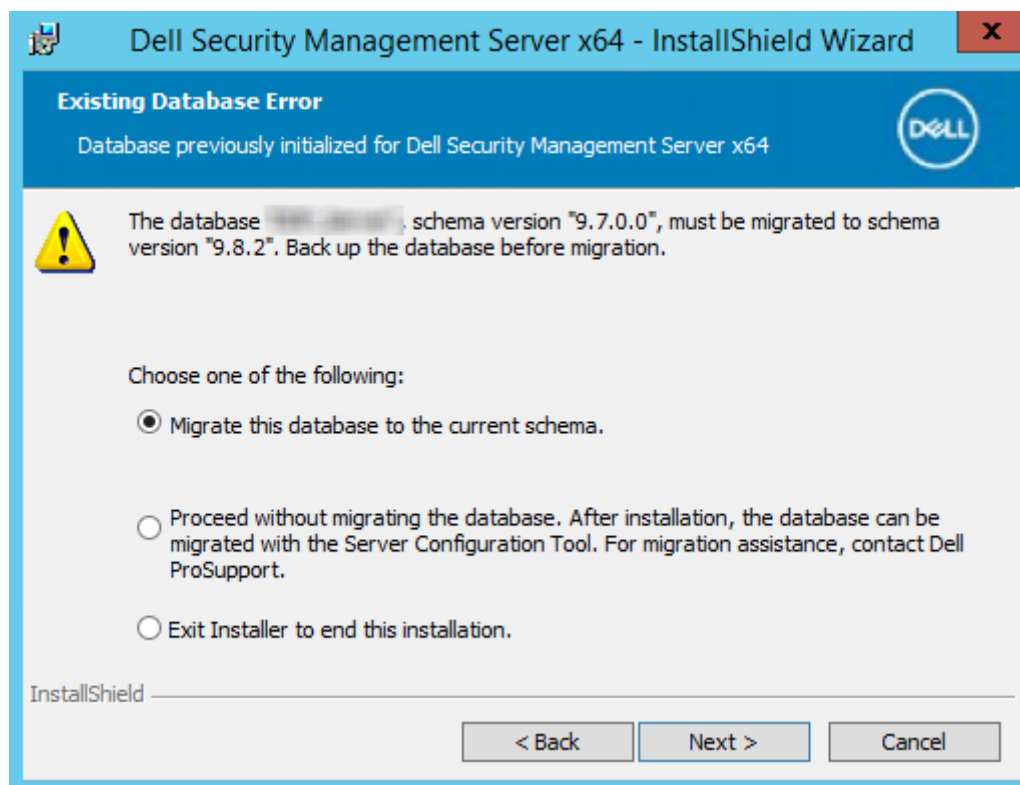 Dell Security Management Server x64 - InstallShield Wizard
x
Existing Database Error
Database previously initialized for Dell Security Management Server x64
DELL
The database schema version "9.7.0.0", must be migrated to schema
version "9.8.2". Back up the database before migration.
Choose one of the following:
Migrate this database to the current schema.
Proceed without migrating the database. After installation, the database can be
migrated with the Server Configuration Tool. For migration assistance, contact Dell
ProSupport.
Exit Installer to end this installation.
InstallShield
< Back
Next >
Cancel